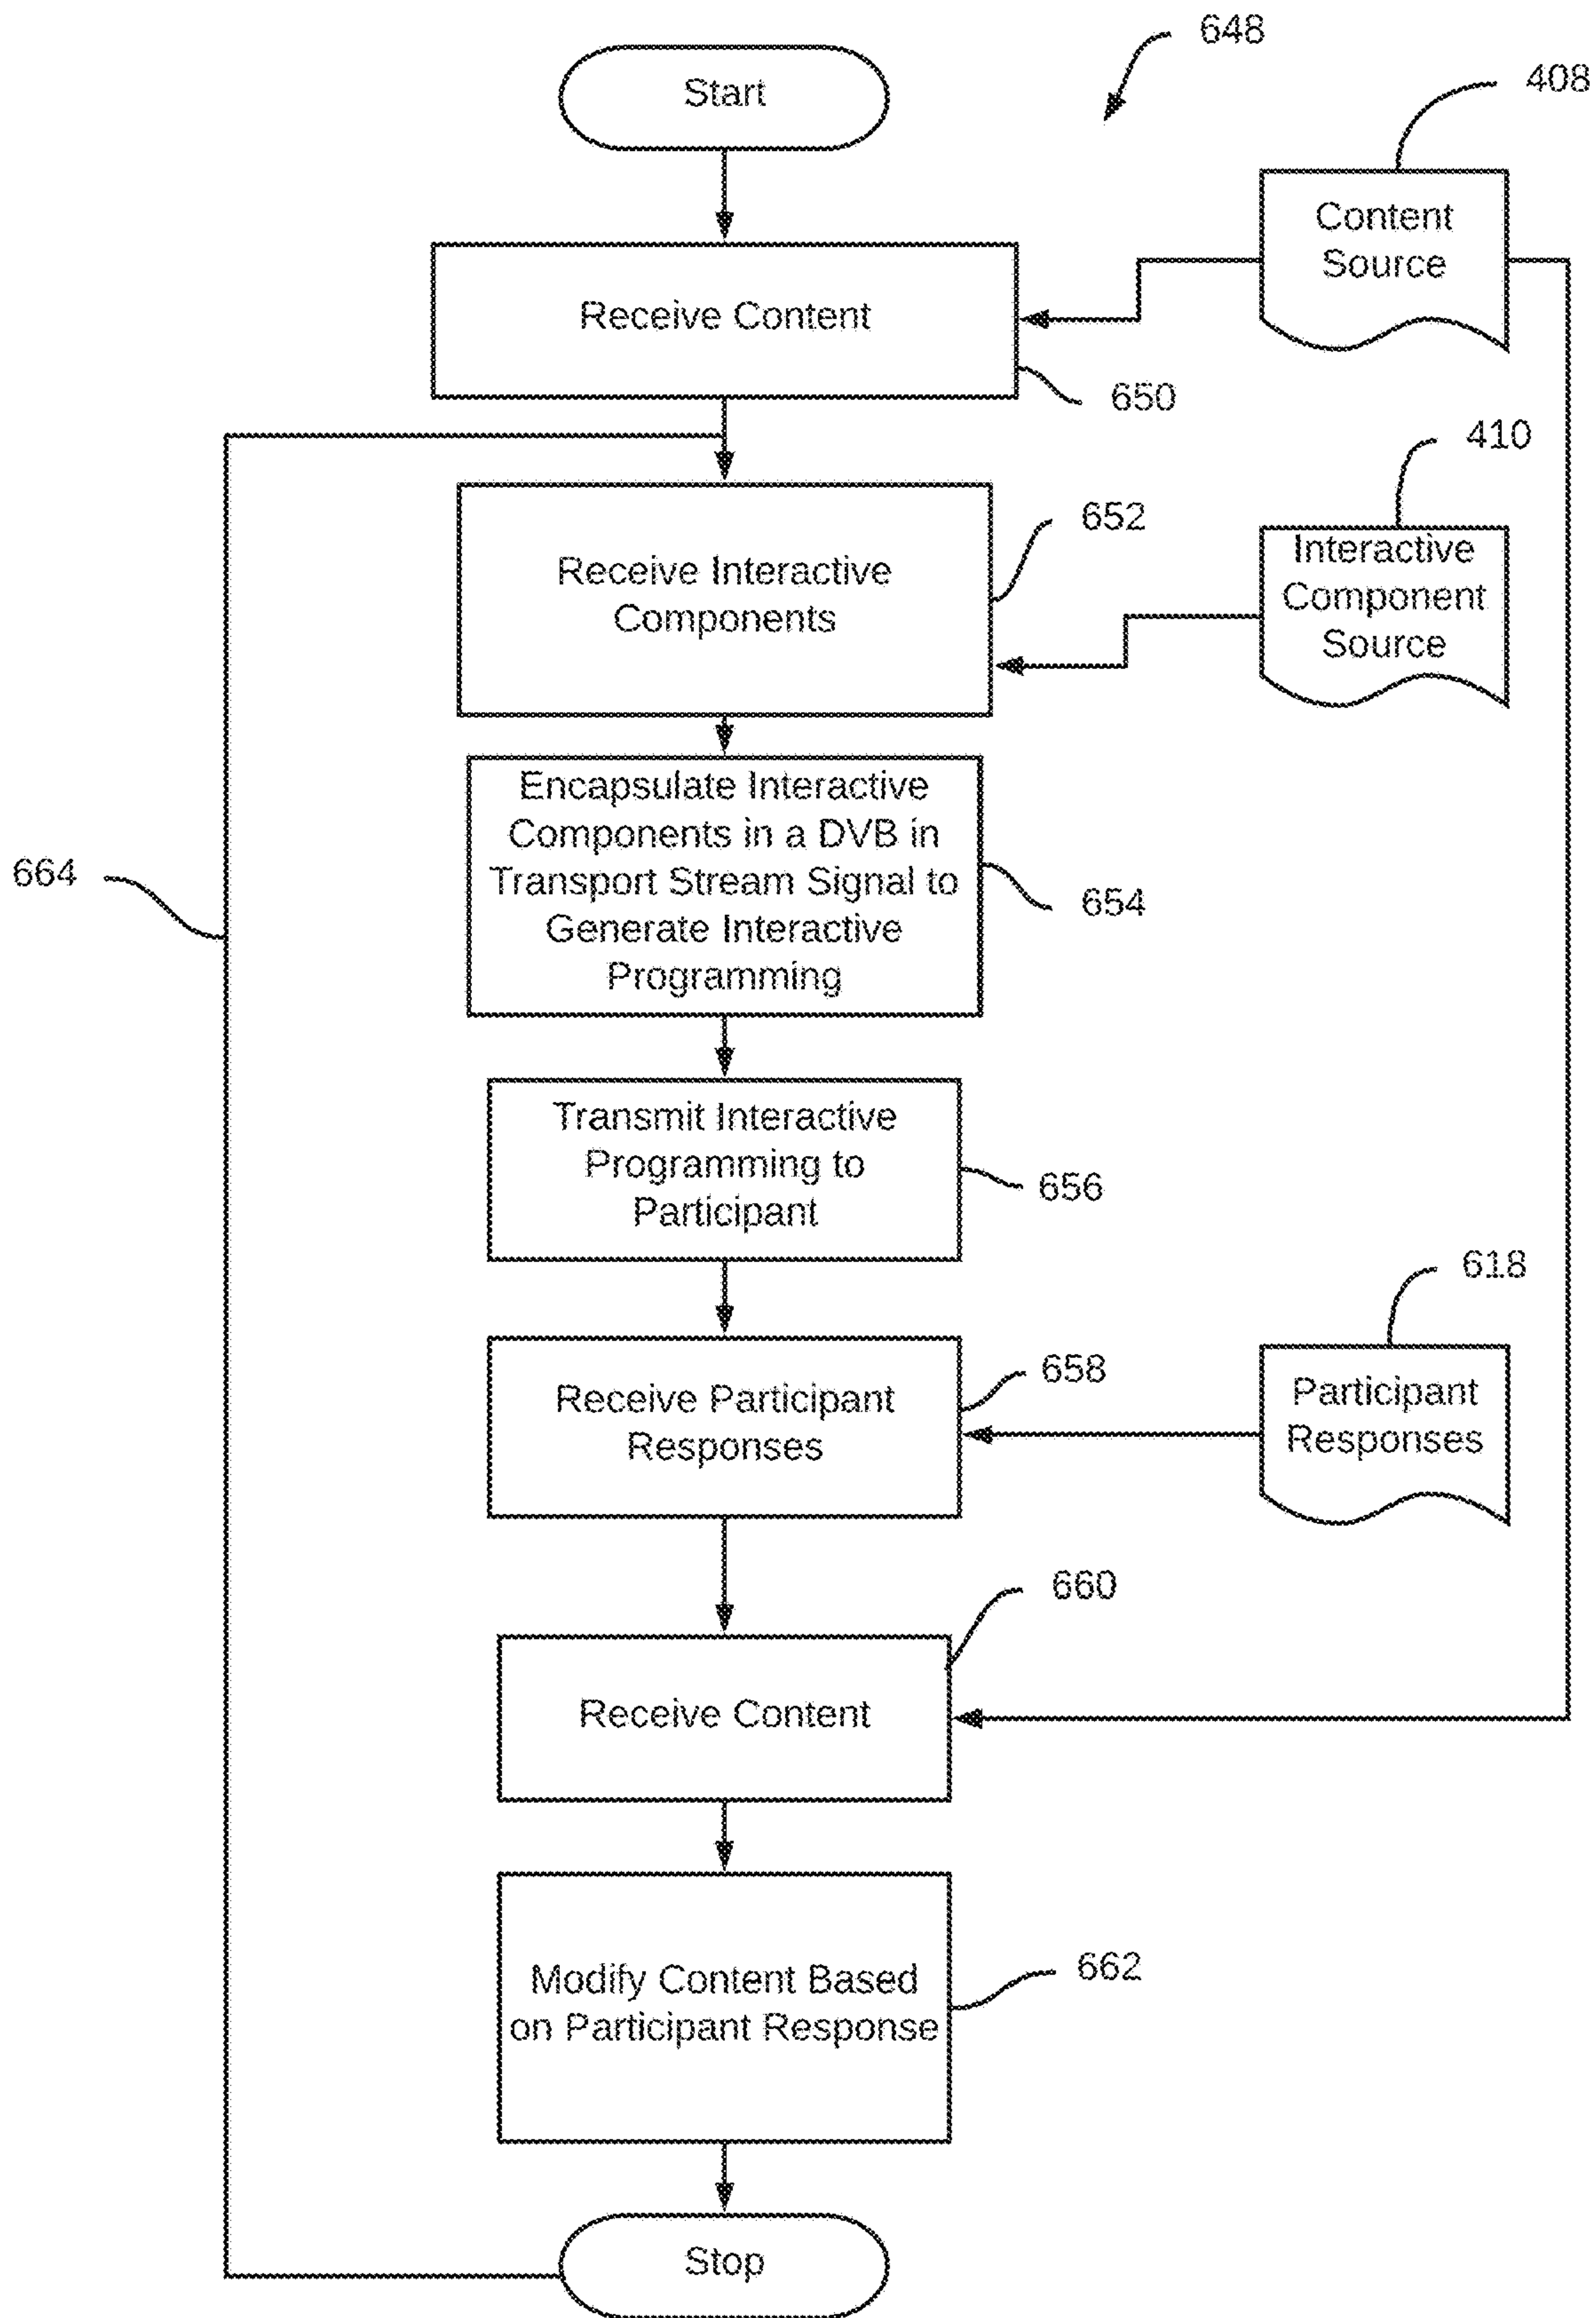 648
Start
408
Content
Source
Receive Content
650
410
652
Interactive
Component
Source
Receive Interactive
Components
Encapsulate Interactive
Components in a DVB in
Transport Stream Signal to
Generate Interactive
Programming
664
654
Transmit Interactive
Programming to
Participant
656
618
658
Receive Participant
Responses
Participant
Responses
660
Receive Content
662
Modify Content Based
on Participant Response
Stop